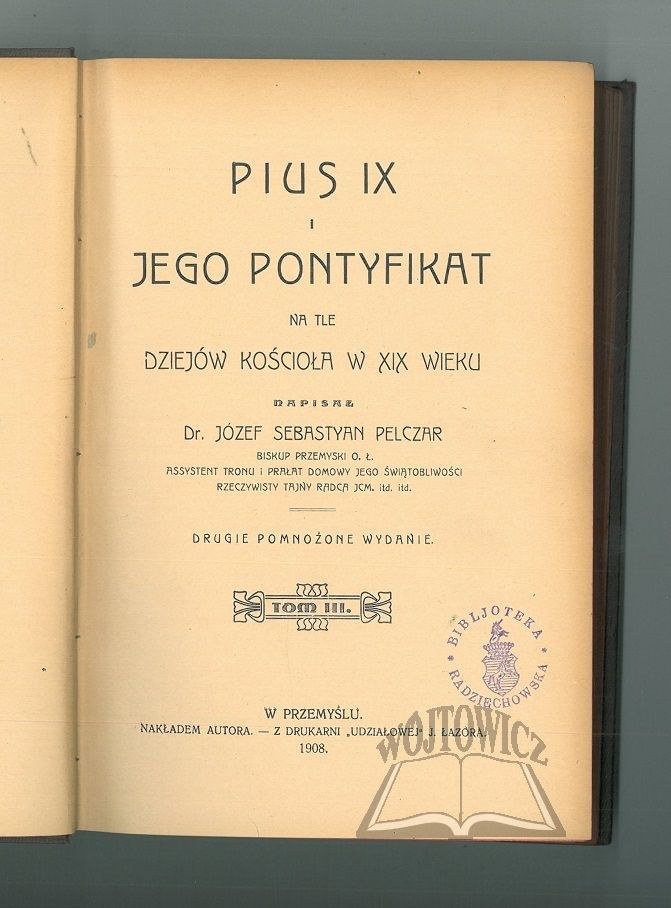 PIUS IX
I
JEGO PONTYFIKAT
NA TLE
DZIEJÓW KOŚCIOŁA W XIX WIEKU
NAPISAŁ
Dr. JÓZEF SEBASTYAN PELCZAR
BISKUP PRZEMYSKI O. Ł.
ASSYSTENT TRONU I PRAŁAT DOMOWY JEGO ŚWIĄTOBLIWOŚCI
RZECZYWISTY TAJNY RADCA JCM. itd. itd.
DRUGIE POMNOŻONE WYDANIE.
TOM III.
* BIBLJOTEKA *
RADZIECHOWSKA
W PRZEMYŚLU.
NAKŁADEM AUTORA. — Z DRUKARNI „UDZIAŁOWEJ" J. ŁAZORA.
1908.
WÓJTOWICZ